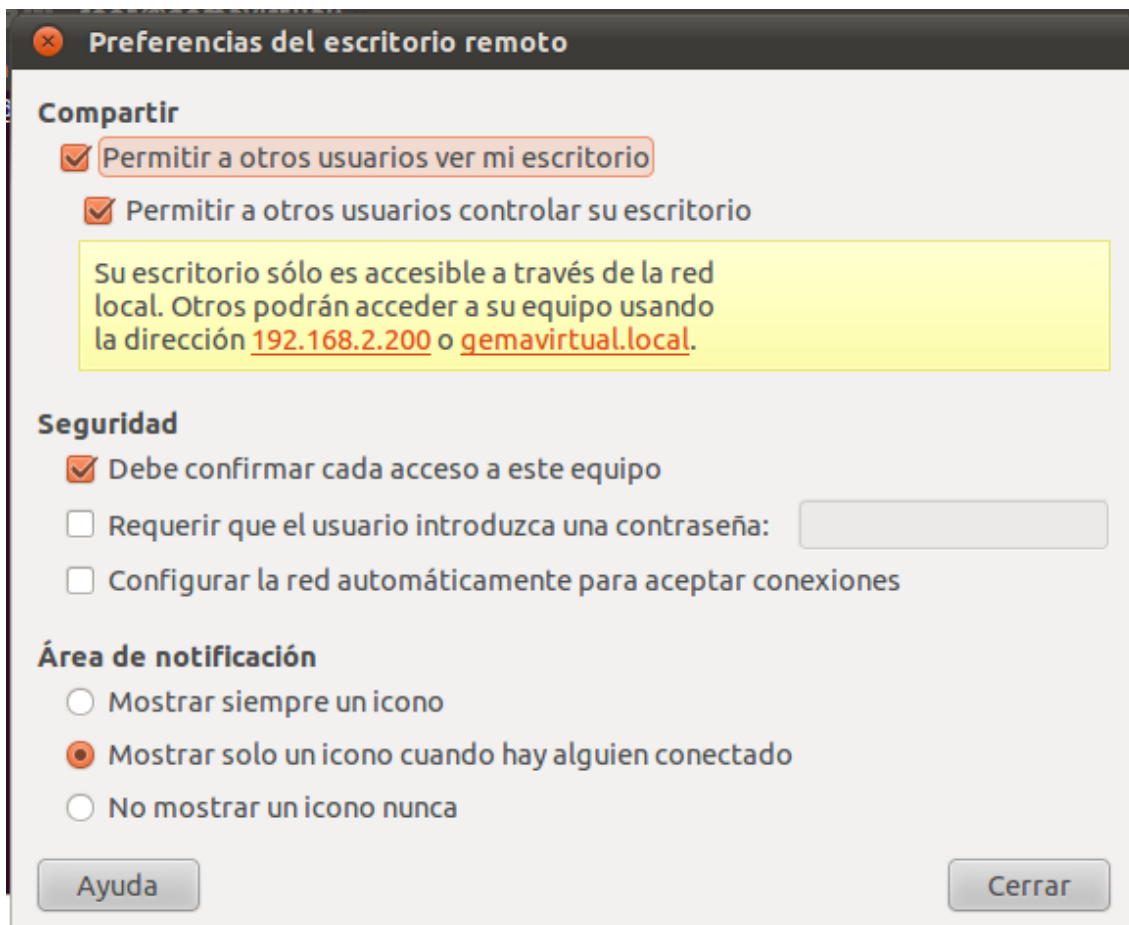 Preferencias del escritorio remoto
Compartir
Permitir a otros usuarios ver mi escritorio
Permitir a otros usuarios controlar su escritorio
Su escritorio sólo es accesible a través de la red
local. Otros podrán acceder a su equipo usando
la dirección 192.168.2.200 o gemavirtual.local.
Seguridad
Debe confirmar cada acceso a este equipo
Requerir que el usuario introduzca una contraseña:
Configurar la red automáticamente para aceptar conexiones
Área de notificación
Mostrar siempre un icono
Mostrar solo un icono cuando hay alguien conectado
No mostrar un icono nunca
Ayuda
Cerrar